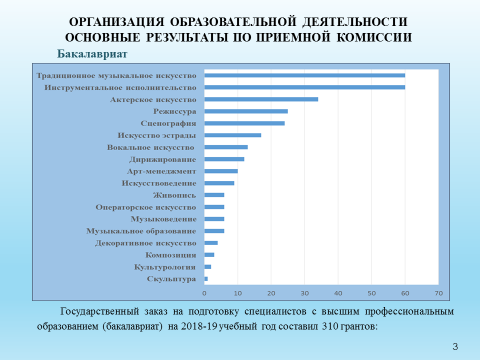 ОРГАНИЗАЦИЯ ОБРАЗОВАТЕЛЬНОЙ ДЕЯТЕЛЬНОСТИ
ОСНОВНЫЕ РЕЗУЛЬТАТЫ ПО ПРИЕМНОЙ КОМИССИИ
Бакалавриат
Традиционное музыкальное искусство
Инструментальное исполнительство
Актерское искусство
Режиссура
Сценография
Искусство эстрады
Вокальное искусство
Дирижирование
Арт-менеджмент
Искусствоведение
Живопись
Операторское искусство
Музыковедение
Музыкальное образование
Декоративное искусство
Композиция
Культурология
Скульптура
0 10 20 30 40 50 60 70
Государственный заказ на подготовку специалистов с высшим профессиональным
образованием (бакалавриат) на 2018-19 учебный год составил 310 грантов:
3